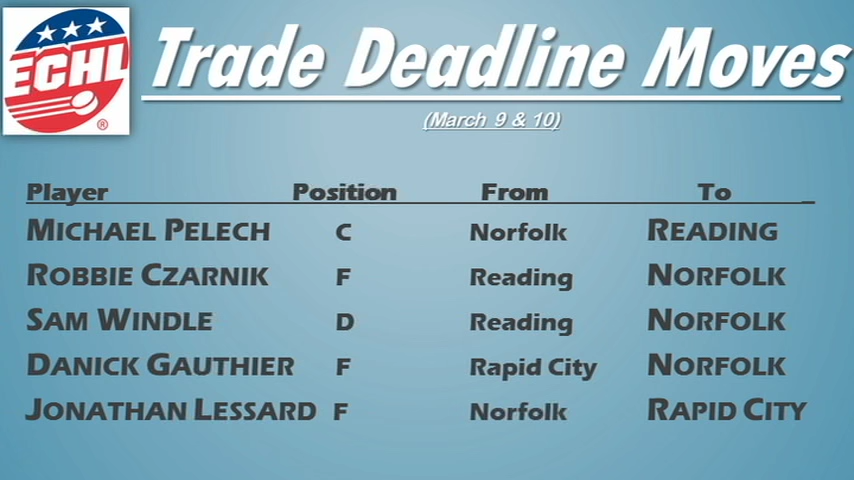 ECHL
®
Trade Deadline Moves
(March 9 & 10)
Player Position From To
MICHAEL PELECH C Norfolk READING
ROBBIE CZARNIK F Reading NORFOLK
SAM WINDLE D Reading NORFOLK
DANICK GAUTHIER F Rapid City NORFOLK
JONATHAN LESSARD F Norfolk RAPID CITY